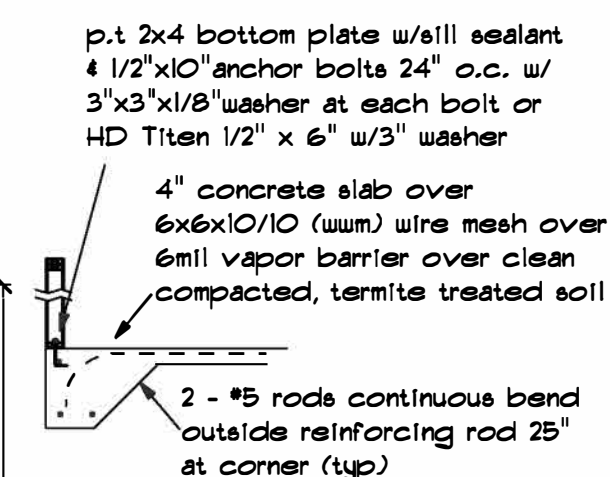 p.t 2x4 bottom plate w/sill sealant
& 1/2"x10"anchor bolts 24" o.c. w/
3"x3"x1/8"washer at each bolt or
HD Titen 1/2" x 6" w/3" washer
4" concrete slab over
6x6x10/10 (wwm) wire mesh over
6mil vapor barrier over clean
compacted, termite treated soil
2 - #5 rods continuous bend
outside reinforcing rod 25"
at corner (typ.)